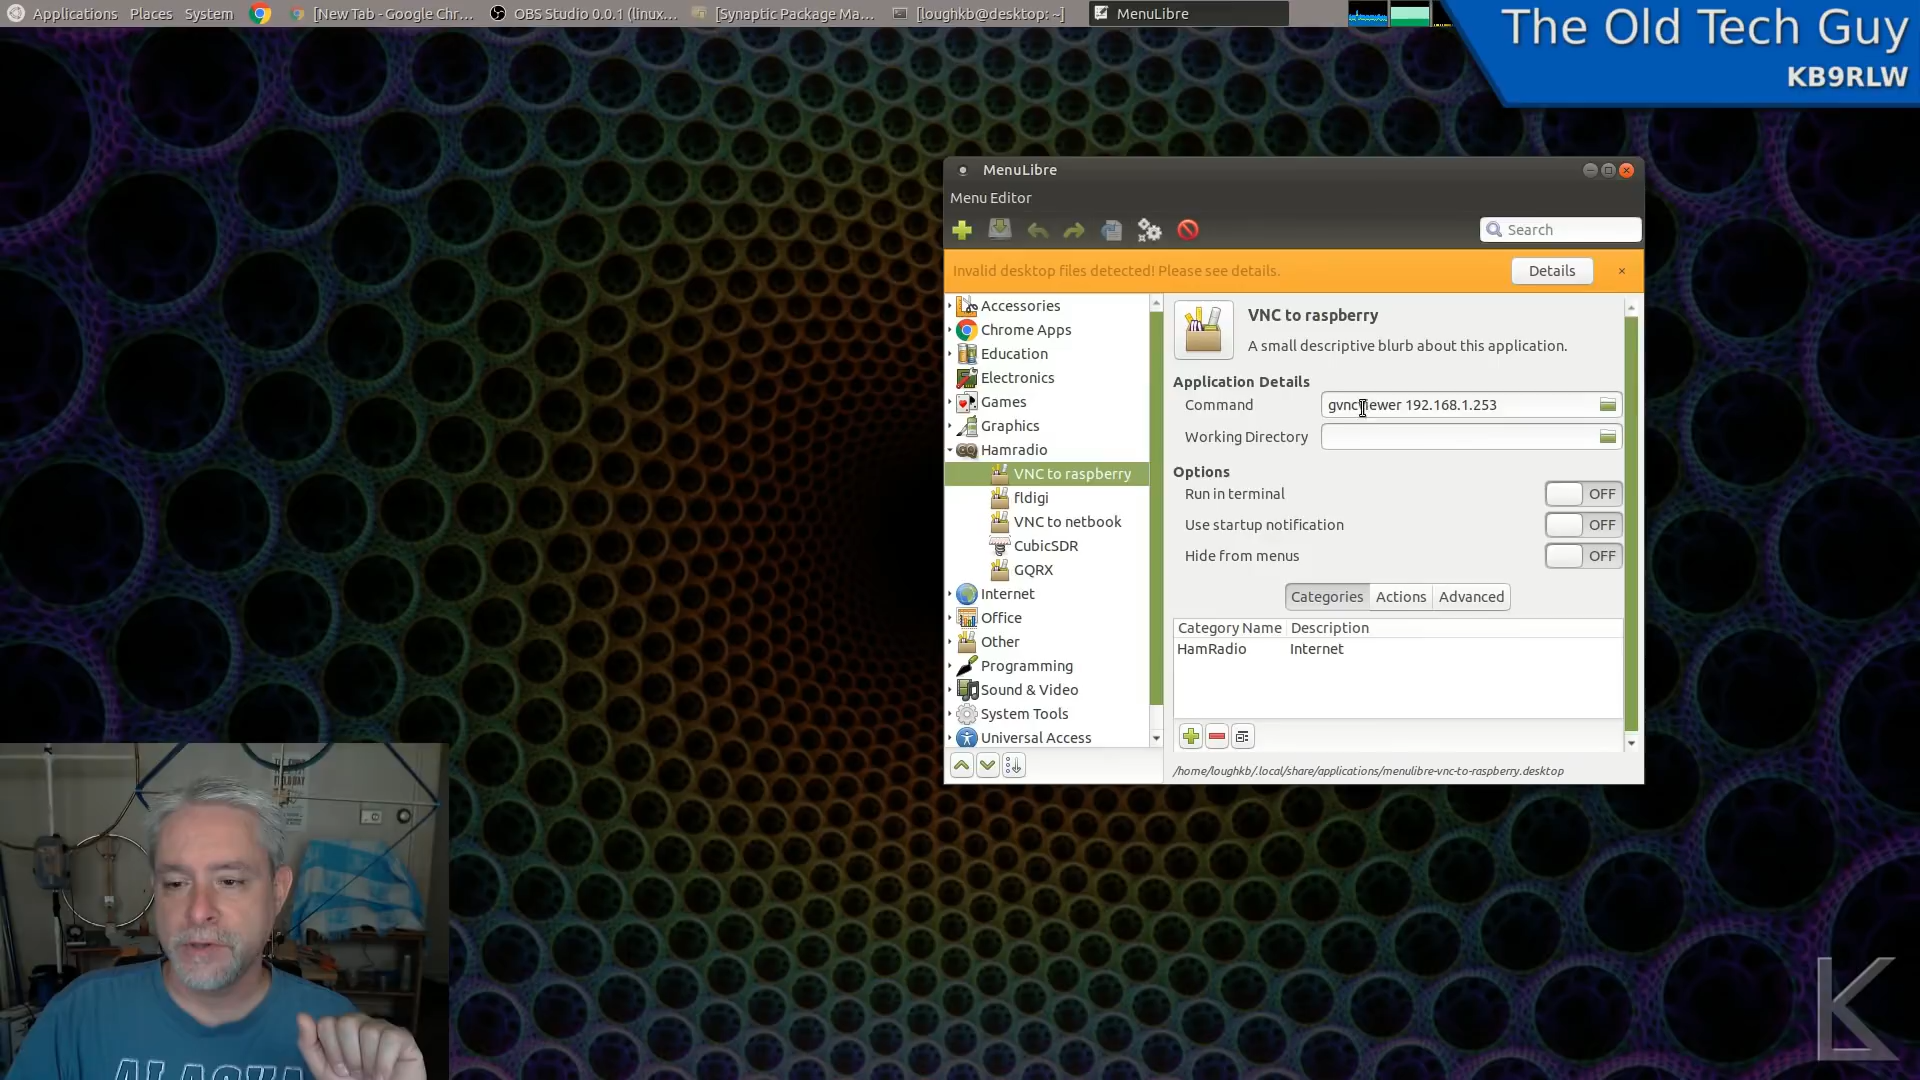 Applications Places System [New Tab - Google Chr... OBS Studio 0.0.1 (linux... [Synaptic Package Ma... [loughkb@desktop: ~] MenuLibre
The Old Tech Guy
KB9RLW
MenuLibre
Menu Editor
Search
Invalid desktop files detected! Please see details. Details ×
Accessories
Chrome Apps
Education
Electronics
Games
Graphics
Hamradio
VNC to raspberry
fldigi
VNC to netbook
CubicSDR
GQRX
Internet
Office
Other
Programming
Sound & Video
System Tools
Universal Access
VNC to raspberry
A small descriptive blurb about this application.
Application Details
Command gvncviewer 192.168.1.253
Working Directory
Options
Run in terminal OFF
Use startup notification OFF
Hide from menus OFF
Categories Actions Advanced
Category Name Description
HamRadio Internet
/home/loughkb/.local/share/applications/menulibre-vnc-to-raspberry.desktop
K